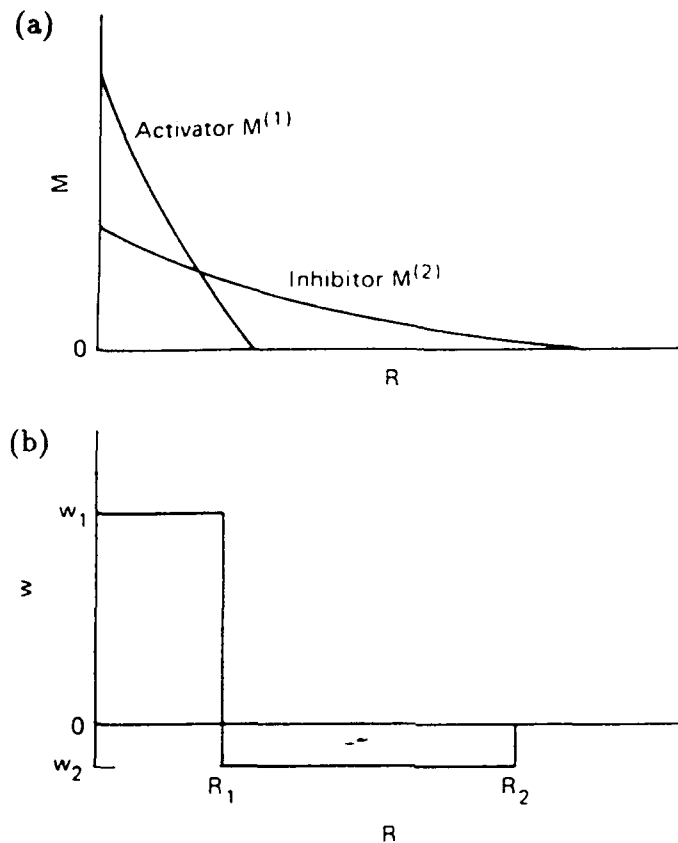 (a)
Activator M(1)
M
Inhibitor M(2)
0
R
(b)
w1
w
0
w2
R1
R2
R